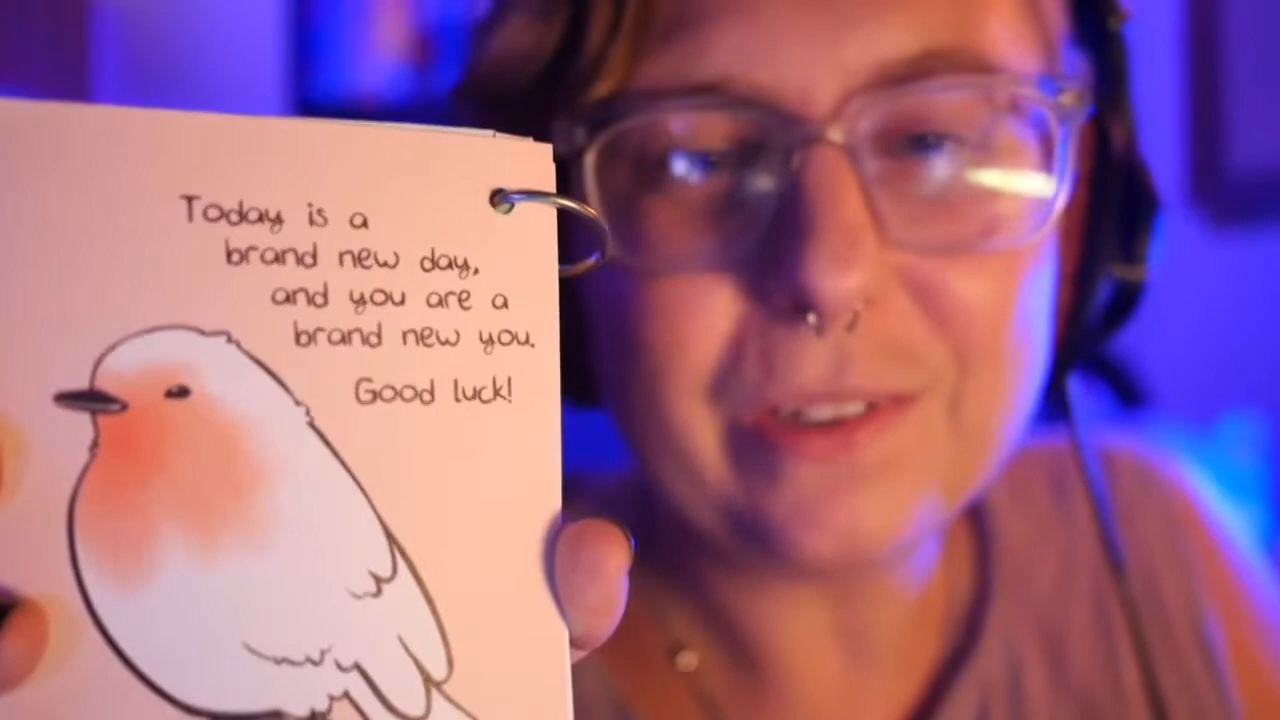 Today is a
brand new day,
and you are a
brand new you.
Good luck!